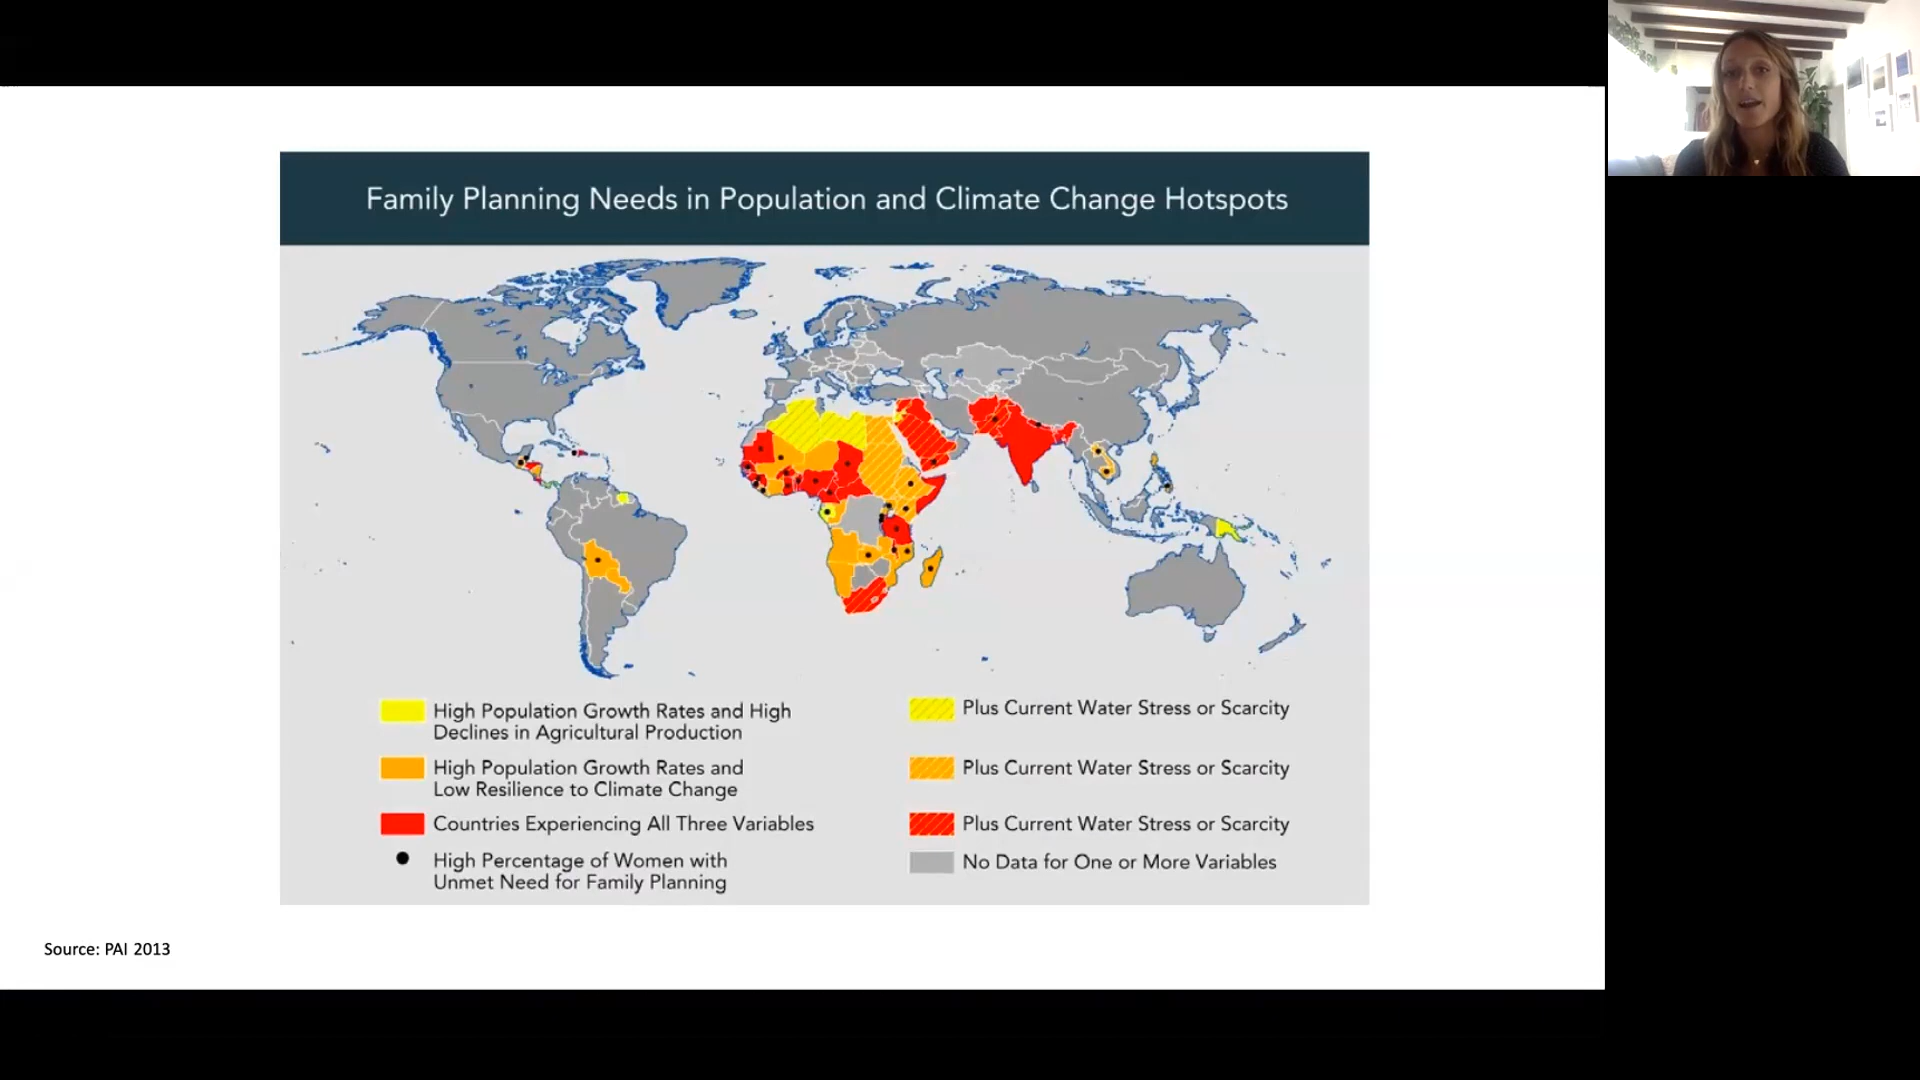 Family Planning Needs in Population and Climate Change Hotspots
High Population Growth Rates and High
Declines in Agricultural Production
High Population Growth Rates and
Low Resilience to Climate Change
Countries Experiencing All Three Variables
High Percentage of Women with
Unmet Need for Family Planning
Plus Current Water Stress or Scarcity
Plus Current Water Stress or Scarcity
Plus Current Water Stress or Scarcity
No Data for One or More Variables
Source: PAI 2013